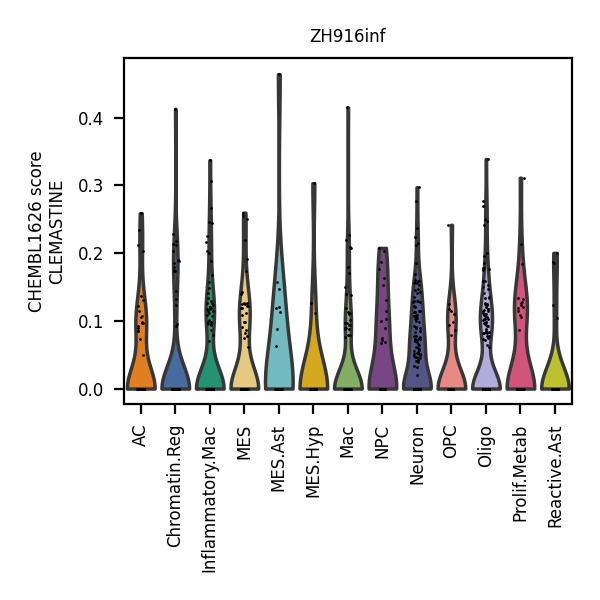 ZH916inf
CHEMBL1626 score
CLEMASTINE
0.4
0.3
0.2
0.1
0.0
AC
Chromatin.Reg
Inflammatory.Mac
MES
MES.Ast
MES.Hyp
Mac
NPC
Neuron
OPC
Oligo
Prolif.Metab
Reactive.Ast